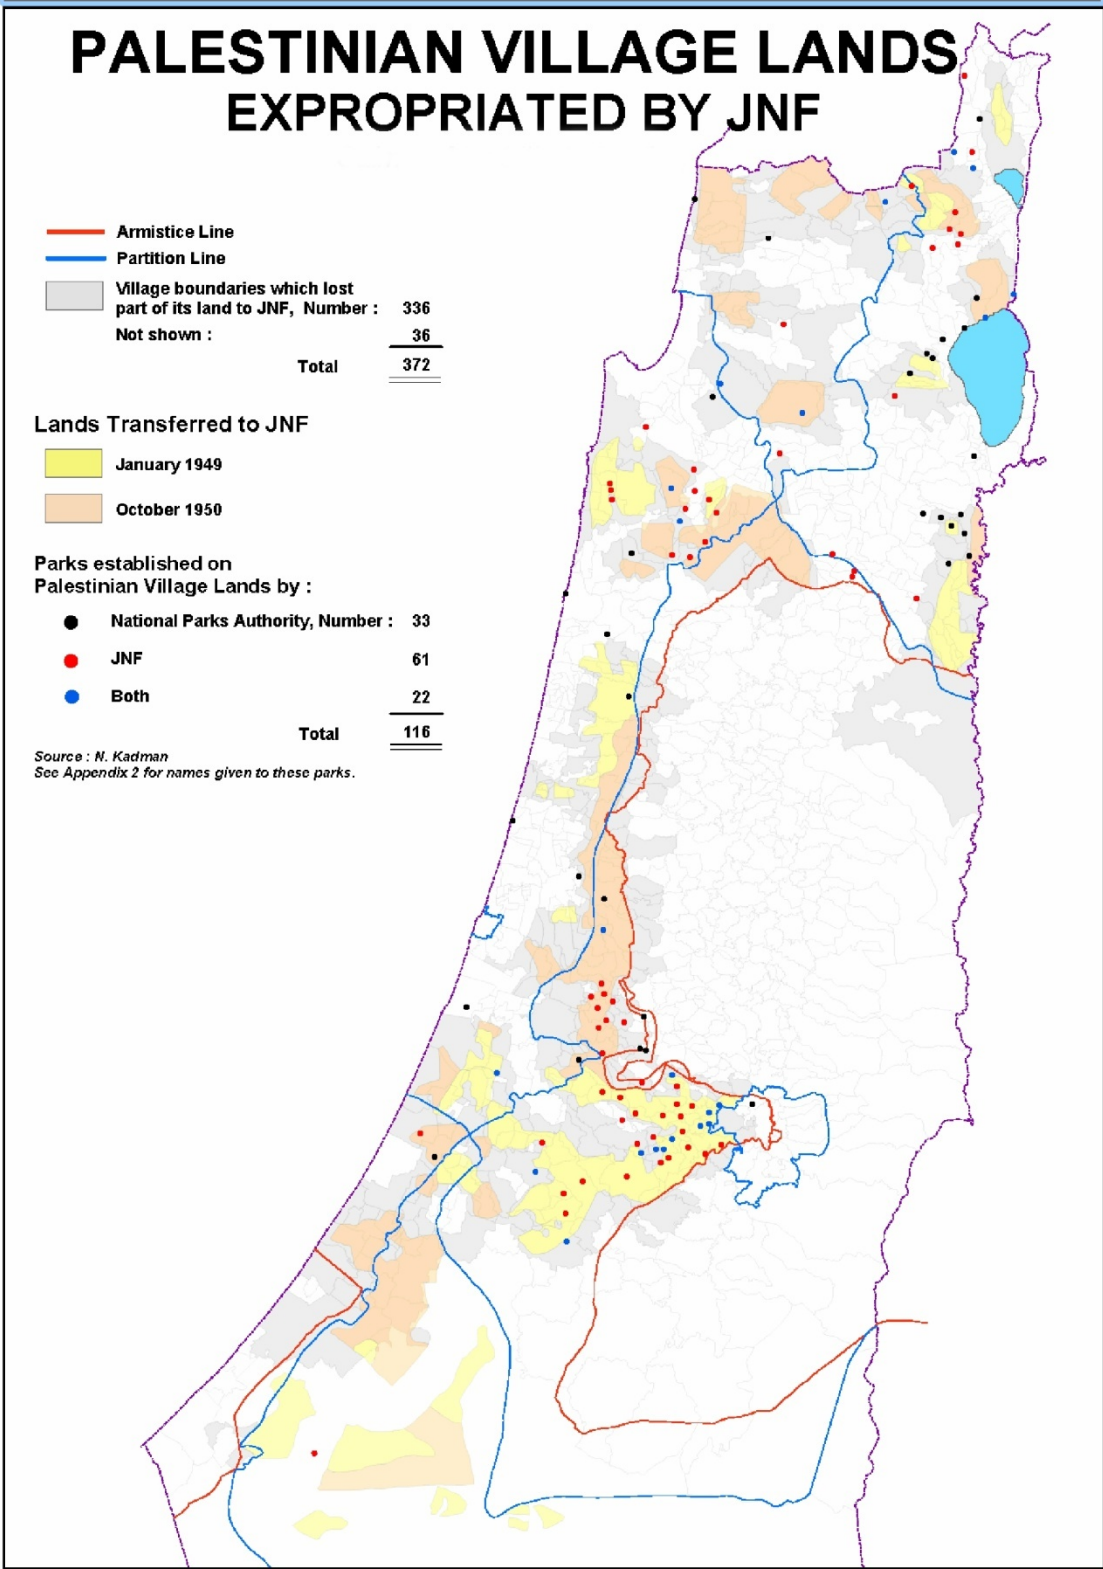 PALESTINIAN VILLAGE LANDS
EXPROPRIATED BY JNF
Armistice Line
Partition Line
Village boundaries which lost
part of its land to JNF, Number : 336
Not shown : 36
Total 372
Lands Transferred to JNF
January 1949
October 1950
Parks established on
Palestinian Village Lands by :
National Parks Authority, Number : 33
JNF 61
Both 22
Total 116
Source : N. Kadman
See Appendix 2 for names given to these parks.